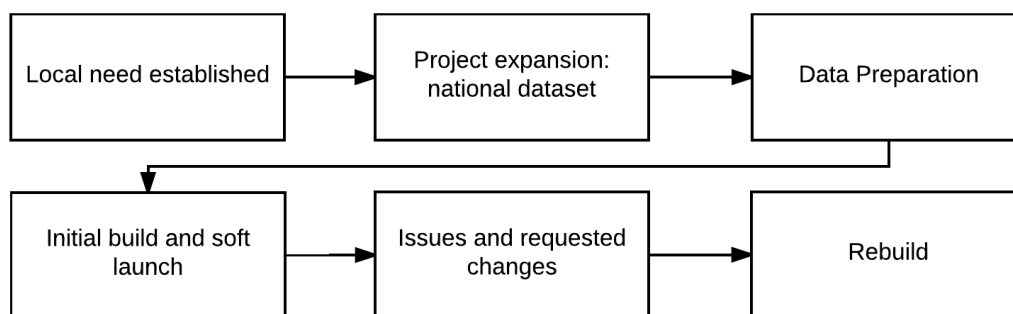 Local need established
Project expansion:
national dataset
Data Preparation
Initial build and soft
launch
Issues and requested
changes
Rebuild